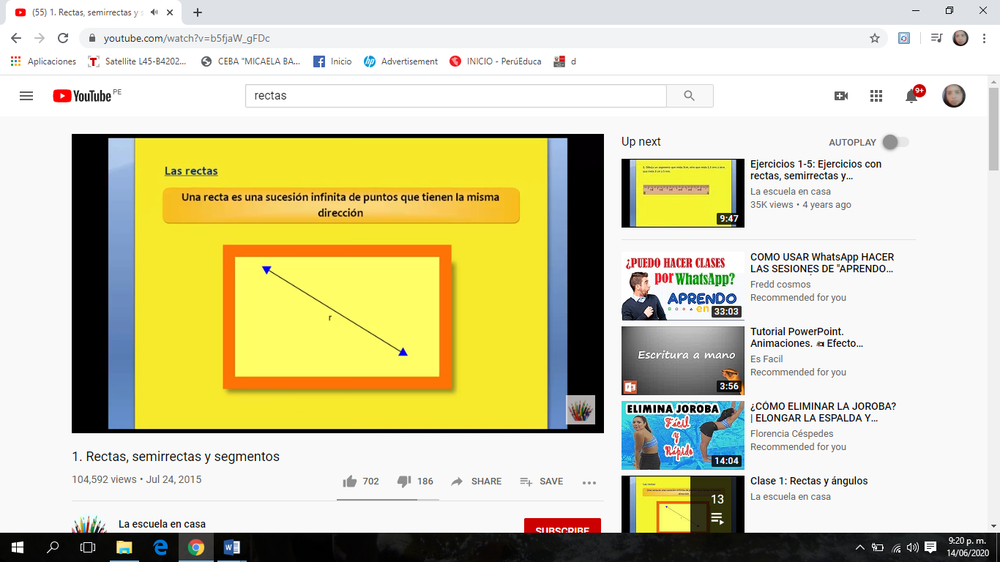 (55) 1. Rectas, semirrectas y s
youtube.com/watch?v=b5fjaW_gFDc
Aplicaciones
Satellite L45-B4202...
CEBA "MICAELA BA...
Inicio
Advertisement
INICIO - PerúEduca
d
YouTube PE
rectas
9+
Las rectas
Una recta es una sucesión infinita de puntos que tienen la misma
dirección
r
1. Rectas, semirrectas y segmentos
104,592 views • Jul 24, 2015
702
186
SHARE
SAVE
La escuela en casa
SUBSCRIBE
Up next
AUTOPLAY
9:47
Ejercicios 1-5: Ejercicios con
rectas, semirrectas y...
La escuela en casa
35K views • 4 years ago
¿PUEDO HACER CLASES
por WhatsApp?
APRENDO
en
33:03
COMO USAR WhatsApp HACER
LAS SESIONES DE "APRENDO...
Fredd cosmos
Recommended for you
Escritura a mano
3:56
Tutorial PowerPoint.
Animaciones. ✍ Efecto...
Es Facil
Recommended for you
ELIMINA JOROBA
Fácil
y
Rápido
14:04
¿CÓMO ELIMINAR LA JOROBA?
| ELONGAR LA ESPALDA Y...
Florencia Céspedes
Recommended for you
Las rectas
13
Clase 1: Rectas y ángulos
La escuela en casa
9:20 p. m.
14/06/2020